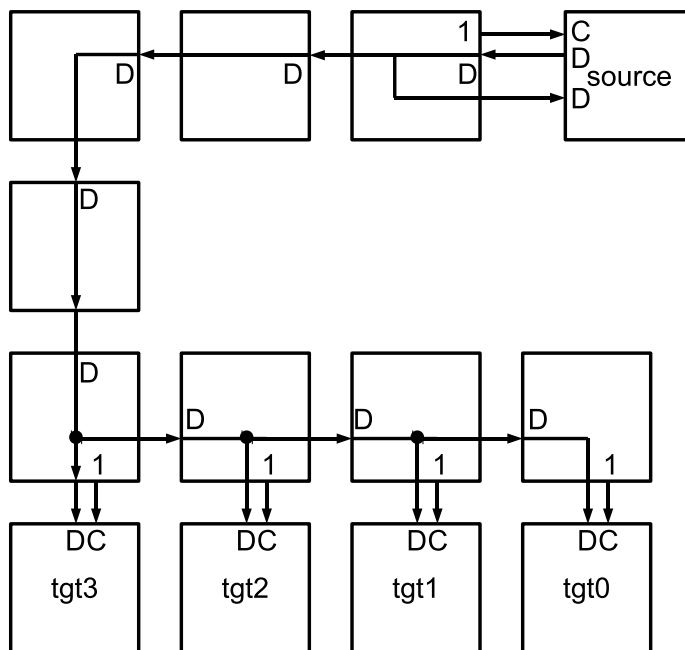 1 C
D D D D source
D
D
D
D D D
1 1 1 1
DC DC DC DC
tgt3 tgt2 tgt1 tgt0